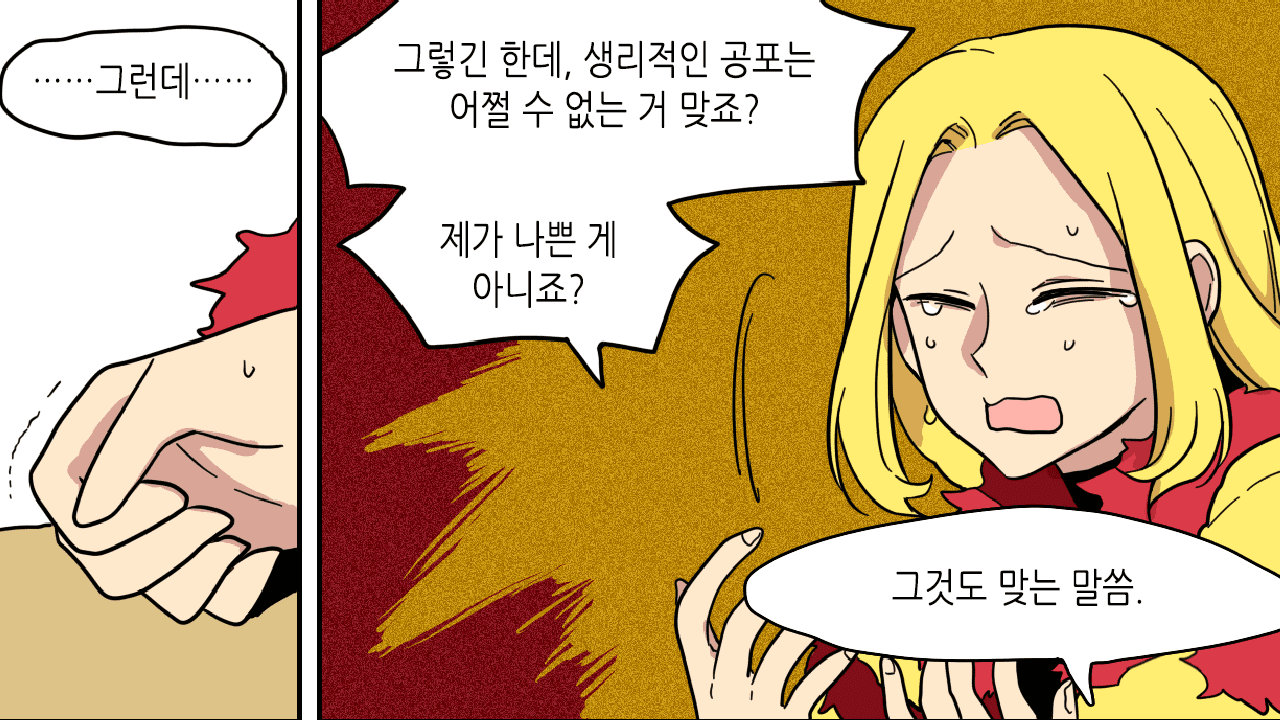 ……그런데……
그렇긴 한데, 생리적인 공포는
어쩔 수 없는 거 맞죠?
제가 나쁜 게
아니죠?
그것도 맞는 말씀.